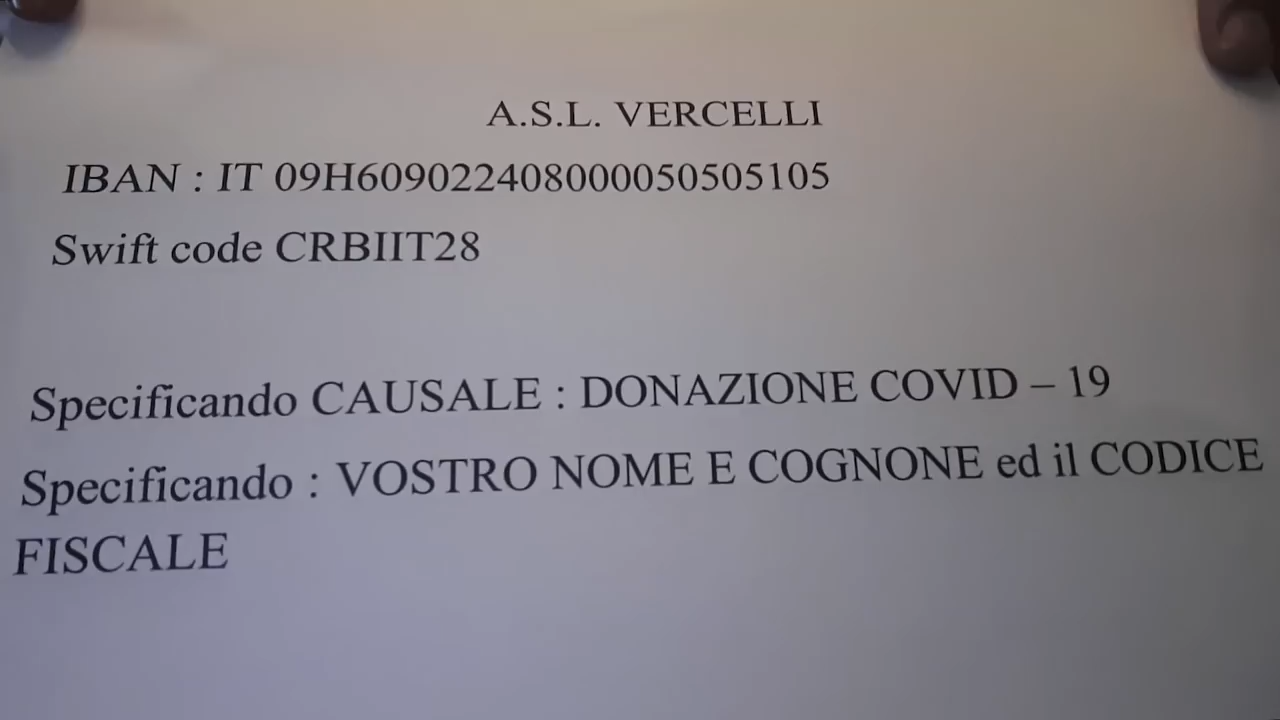 A.S.L. VERCELLI
IBAN : IT 09H609022408000050505105
Swift code CRBIIT28
Specificando CAUSALE : DONAZIONE COVID – 19
Specificando : VOSTRO NOME E COGNONE ed il CODICE
FISCALE